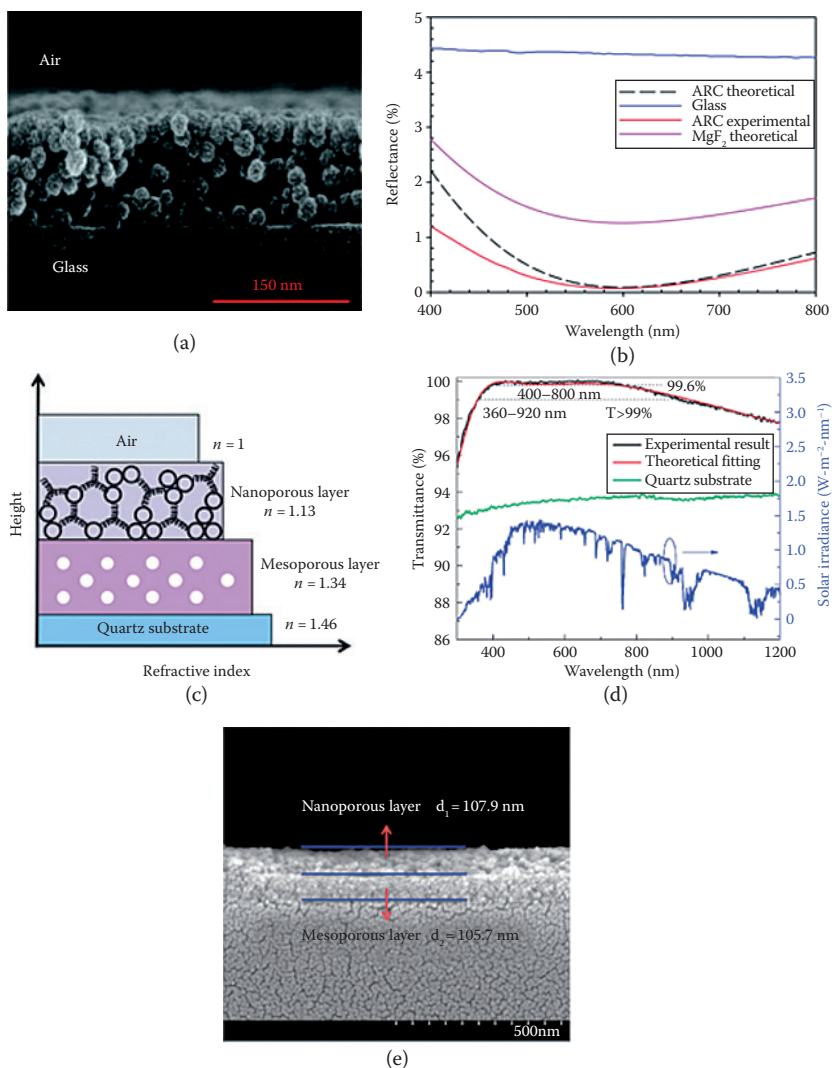 Air
Glass
150 nm
(a)
5
4
3
2
1
0
Reflectance (%)
ARC theoretical
Glass
ARC experimental
MgF₂ theoretical
400 500 600 700 800
Wavelength (nm)
(b)
Height
Air
n = 1
Nanoporous layer
n = 1.13
Mesoporous layer
n = 1.34
Quartz substrate
n = 1.46
Refractive index
(c)
100
98
96
94
92
90
88
86
Transmittance (%)
99.6%
400–800 nm
360–920 nm T>99%
Experimental result
Theoretical fitting
Quartz substrate
3.5
3.0
2.5
2.0
1.5
1.0
0.5
0
Solar irradiance (W-m⁻²-nm⁻¹)
400 600 800 1000 1200
Wavelength (nm)
(d)
Nanoporous layer d₁ = 107.9 nm
Mesoporous layer d₂ = 105.7 nm
500nm
(e)